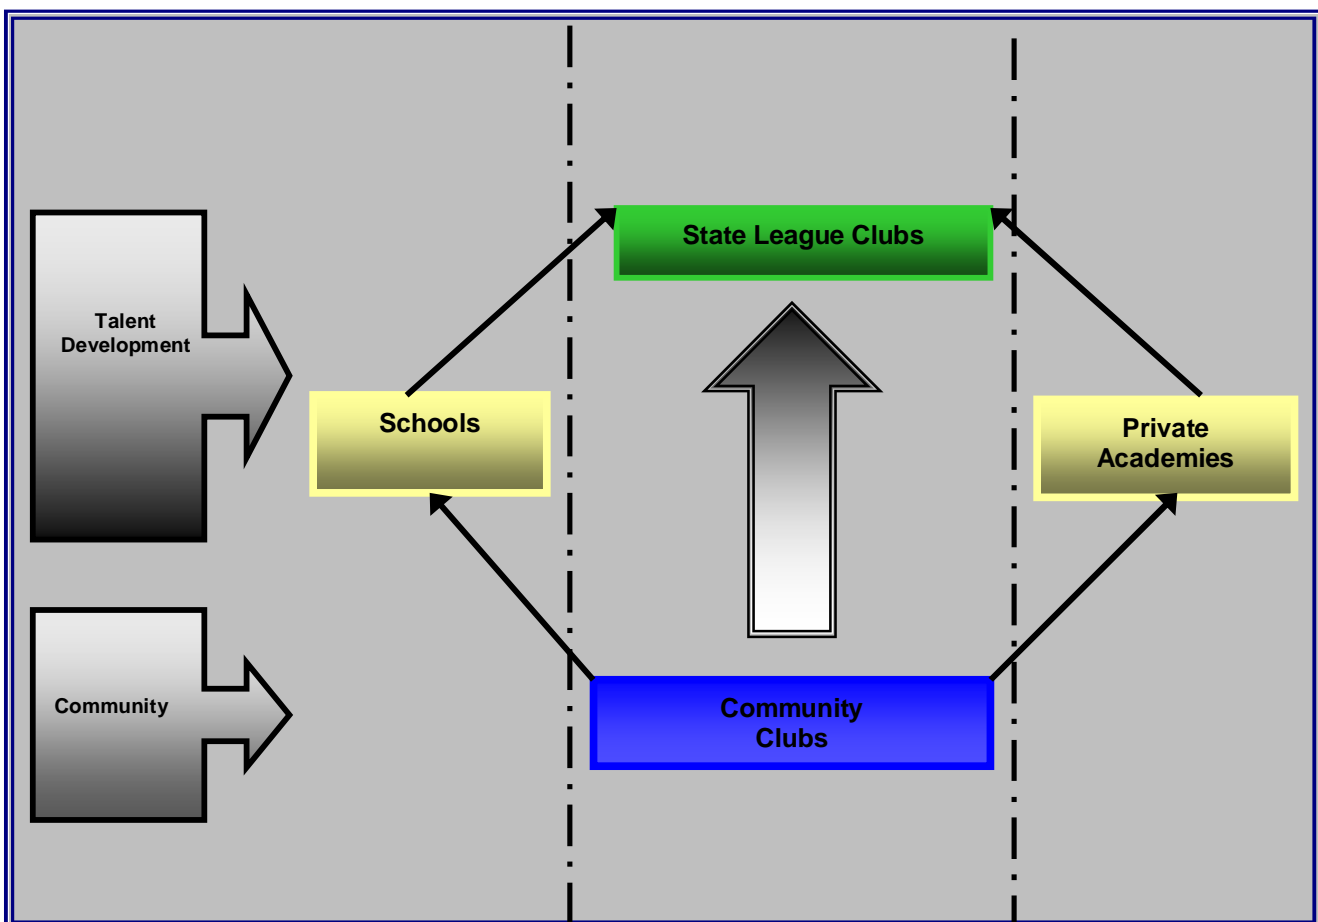 State League Clubs
Talent
Development
Schools
Private
Academies
Community
Community
Clubs